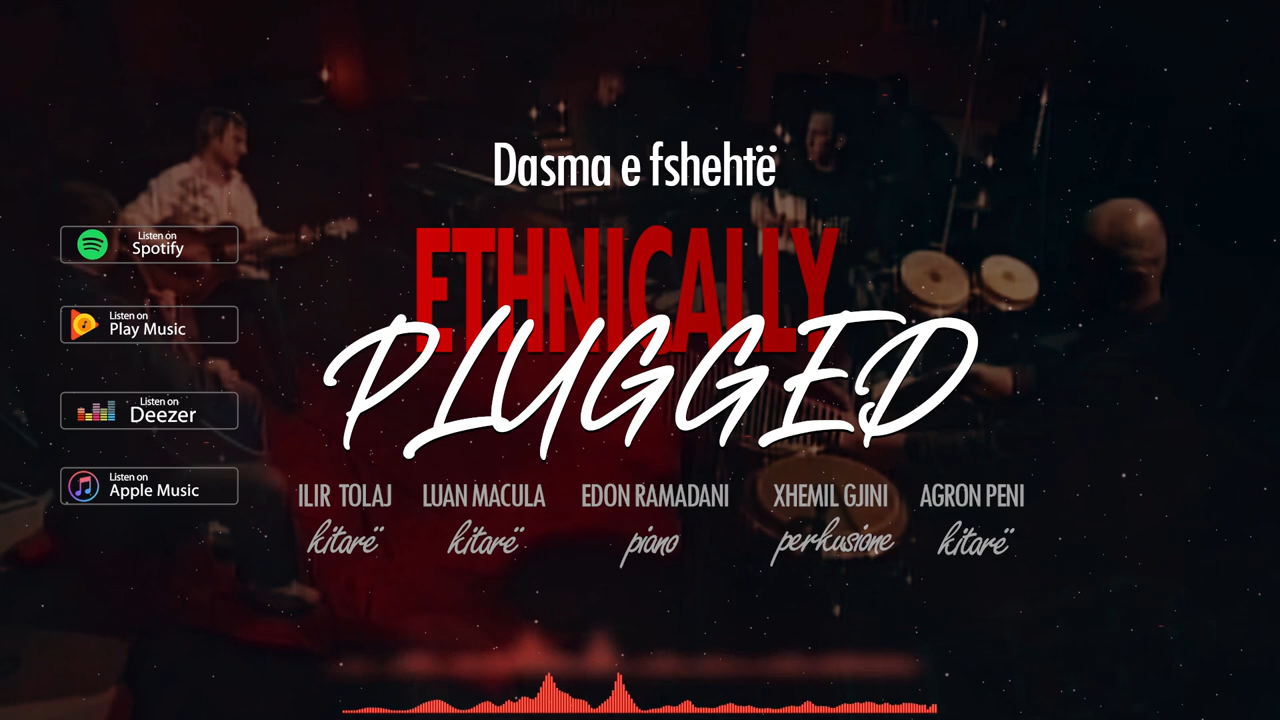 Dasma e fshehtë
ETHNICALLY
PLUGGED
Listen on
Spotify
Listen on
Play Music
Listen on
Deezer
Listen on
Apple Music
ILIR TOLAJ
kitarë
LUAN MACULA
kitarë
EDON RAMADANI
piano
XHEMIL GJINI
perkusione
AGRON PENI
kitarë